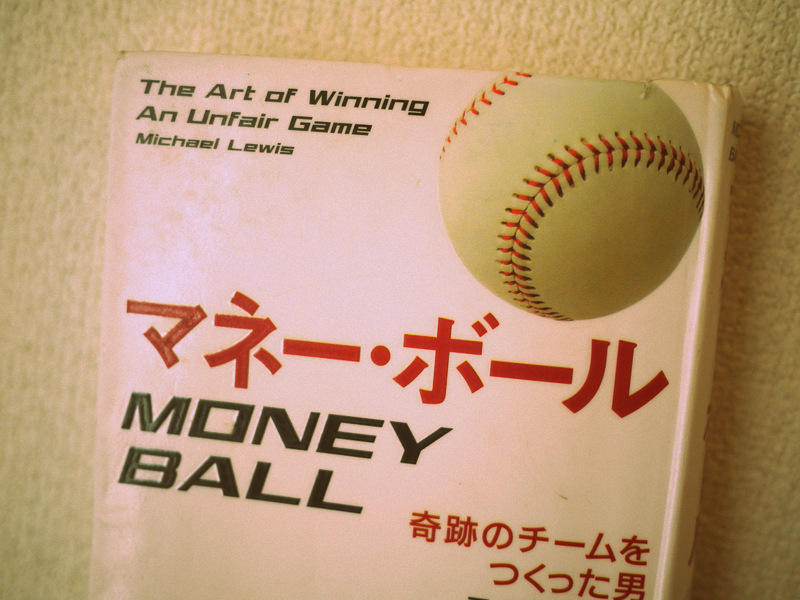 The Art of Winning
An Unfair Game
Michael Lewis
マネー・ボール
MONEY
BALL
奇跡のチームを
つくった男